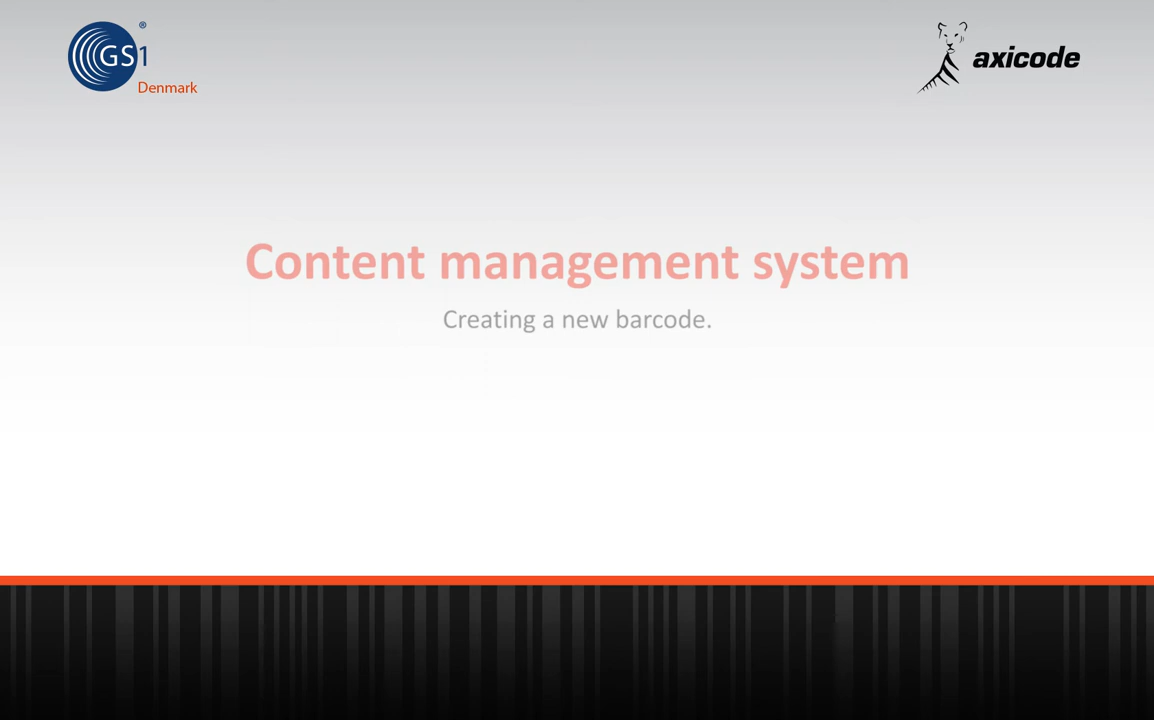 GS1 ®
Denmark
axicode
Content management system
Creating a new barcode.